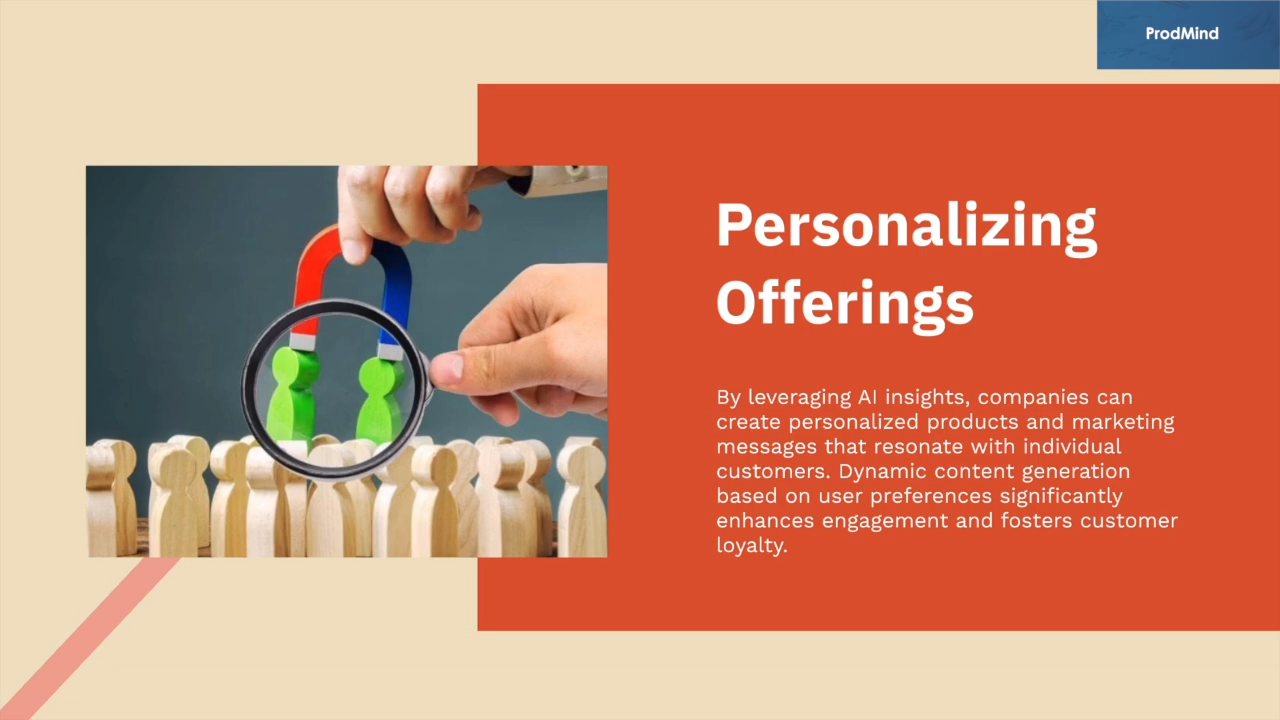 ProdMind
Personalizing
Offerings
By leveraging AI insights, companies can
create personalized products and marketing
messages that resonate with individual
customers. Dynamic content generation
based on user preferences significantly
enhances engagement and fosters customer
loyalty.